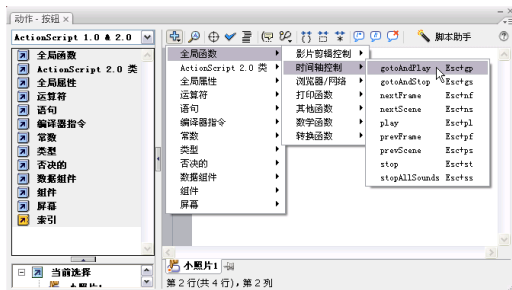 动作 - 按钮 ×
ActionScript 1.0 & 2.0
脚本助手
全局函数
ActionScript 2.0 类
全局属性
运算符
语句
编译器指令
常数
类型
否决的
数据组件
组件
屏幕
索引
全局函数
ActionScript 2.0 类
全局属性
运算符
语句
编译器指令
常数
类型
否决的
数据组件
组件
屏幕
影片剪辑控制
时间轴控制
浏览器/网络
打印函数
其他函数
数学函数
转换函数
gotoAndPlay Esc+gp
gotoAndStop Esc+gs
nextFrame Esc+nf
nextScene Esc+ns
play Esc+pl
prevFrame Esc+pf
prevScene Esc+ps
stop Esc+st
stopAllSounds Esc+ss
当前选择
小照片1
小照片1
第 2 行(共 4 行), 第 2 列